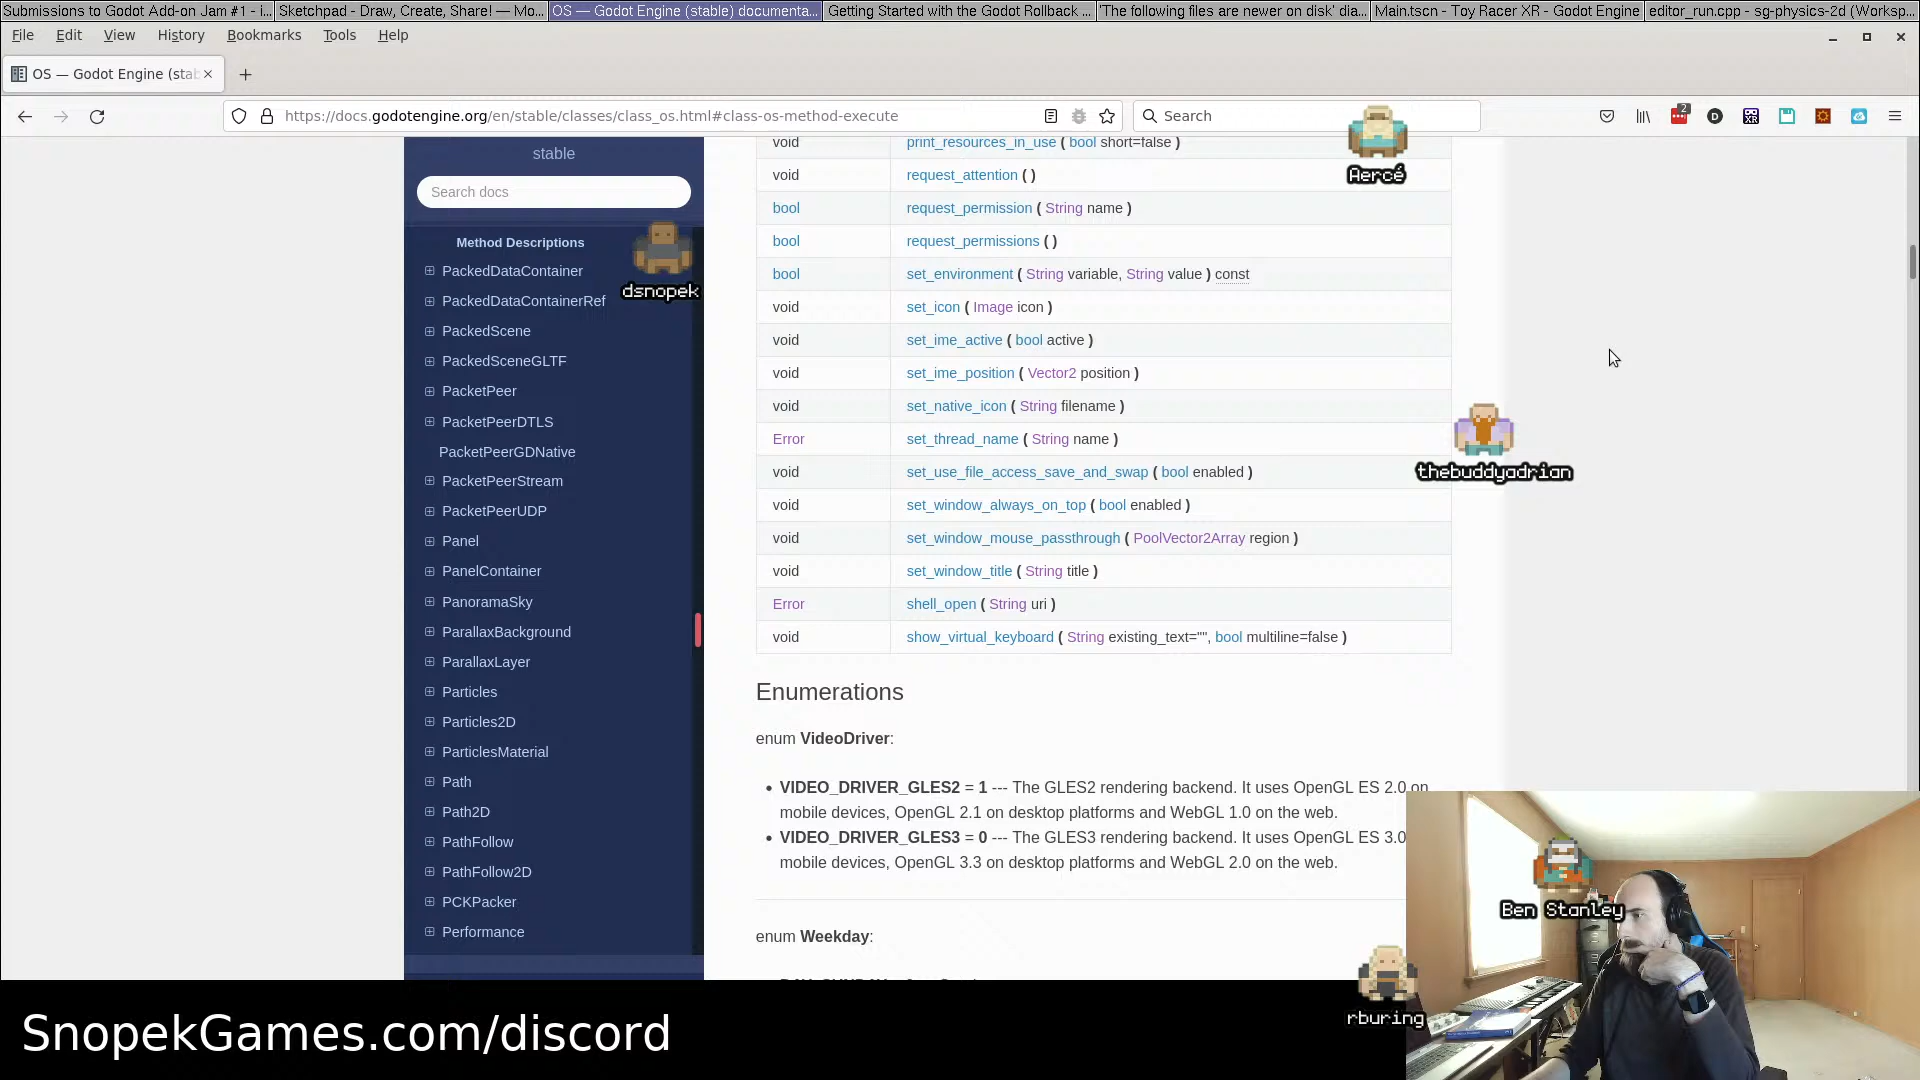 Submissions to Godot Add-on Jam #1 - i...
Sketchpad - Draw, Create, Share! — Mo...
OS — Godot Engine (stable) documenta...
Getting Started with the Godot Rollback ...
'The following files are newer on disk' dia...
Main.tscn - Toy Racer XR - Godot Engine
editor_run.cpp - sg-physics-2d (Worksp...
File Edit View History Bookmarks Tools Help
OS — Godot Engine (stab
https://docs.godotengine.org/en/stable/classes/class_os.html#class-os-method-execute
Search
2
stable
Search docs
Method Descriptions
PackedDataContainer
PackedDataContainerRef
PackedScene
PackedSceneGLTF
PacketPeer
PacketPeerDTLS
PacketPeerGDNative
PacketPeerStream
PacketPeerUDP
Panel
PanelContainer
PanoramaSky
ParallaxBackground
ParallaxLayer
Particles
Particles2D
ParticlesMaterial
Path
Path2D
PathFollow
PathFollow2D
PCKPacker
Performance
void print_resources_in_use ( bool short=false )
void request_attention ( )
bool request_permission ( String name )
bool request_permissions ( )
bool set_environment ( String variable, String value ) const
void set_icon ( Image icon )
void set_ime_active ( bool active )
void set_ime_position ( Vector2 position )
void set_native_icon ( String filename )
Error set_thread_name ( String name )
void set_use_file_access_save_and_swap ( bool enabled )
void set_window_always_on_top ( bool enabled )
void set_window_mouse_passthrough ( PoolVector2Array region )
void set_window_title ( String title )
Error shell_open ( String uri )
void show_virtual_keyboard ( String existing_text="", bool multiline=false )
Enumerations
enum VideoDriver:
• VIDEO_DRIVER_GLES2 = 1 --- The GLES2 rendering backend. It uses OpenGL ES 2.0 on
mobile devices, OpenGL 2.1 on desktop platforms and WebGL 1.0 on the web.
• VIDEO_DRIVER_GLES3 = 0 --- The GLES3 rendering backend. It uses OpenGL ES 3.0
mobile devices, OpenGL 3.3 on desktop platforms and WebGL 2.0 on the web.
enum Weekday:
Aercé
dsnopek
thebuddyadrian
Ben Stanley
rburing
SnopekGames.com/discord